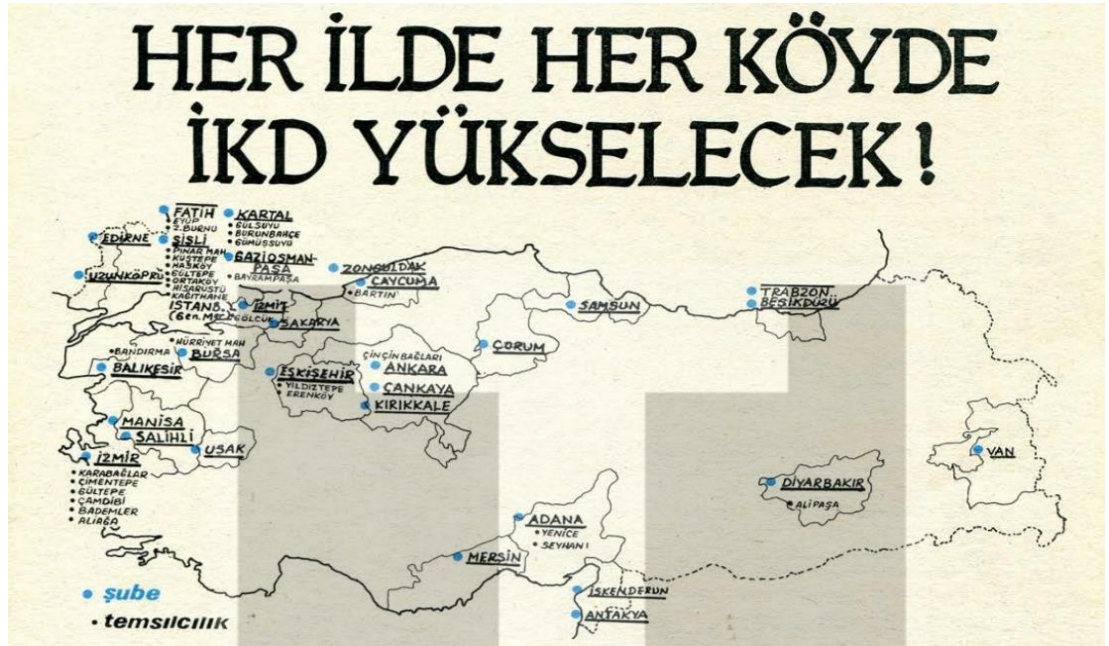 HER İLDE HER KÖYDE
İKD YÜKSELECEK!
FATİH
EYÜP
Z.BURNU
ŞİŞLİ
PINAR MAH
KUŞTEPE
HASKÖY
GÜLTEPE
ORTAKÖY
HİSARÜSTÜ
KAĞITHANE
İSTANB.
(Gen. Merk
KARTAL
GÜLSUYU
BURUNBAHÇE
GÜMÜŞSUYU
GAZİOSMAN-
PAŞA
BAYRAMPAŞA
EDİRNE
UZUNKÖPRÜ
İZMİT
GÖLCÜK
SAKARYA
ZONGULDAK
ÇAYCUMA
BARTIN
SAMSUN
TRABZON
BEŞİKDÜZÜ
ÇORUM
HÜRRİYET MAH
BURSA
BANDIRMA
BALIKESİR
ESKİŞEHİR
YILDIZTEPE
ERENKÖY
ÇİNÇİN BAĞLARI
ANKARA
ÇANKAYA
KIRIKKALE
MANİSA
SALİHLİ
UŞAK
İZMİR
KARABAĞLAR
ÇİMENTEPE
GÜLTEPE
ÇAMDİBİ
BADEMLER
ALİAĞA
VAN
DİYARBAKIR
ALİPAŞA
ADANA
YENİCE
SEYHAN I
MERSİN
İSKENDERUN
ANTAKYA
şube
temsilcilik